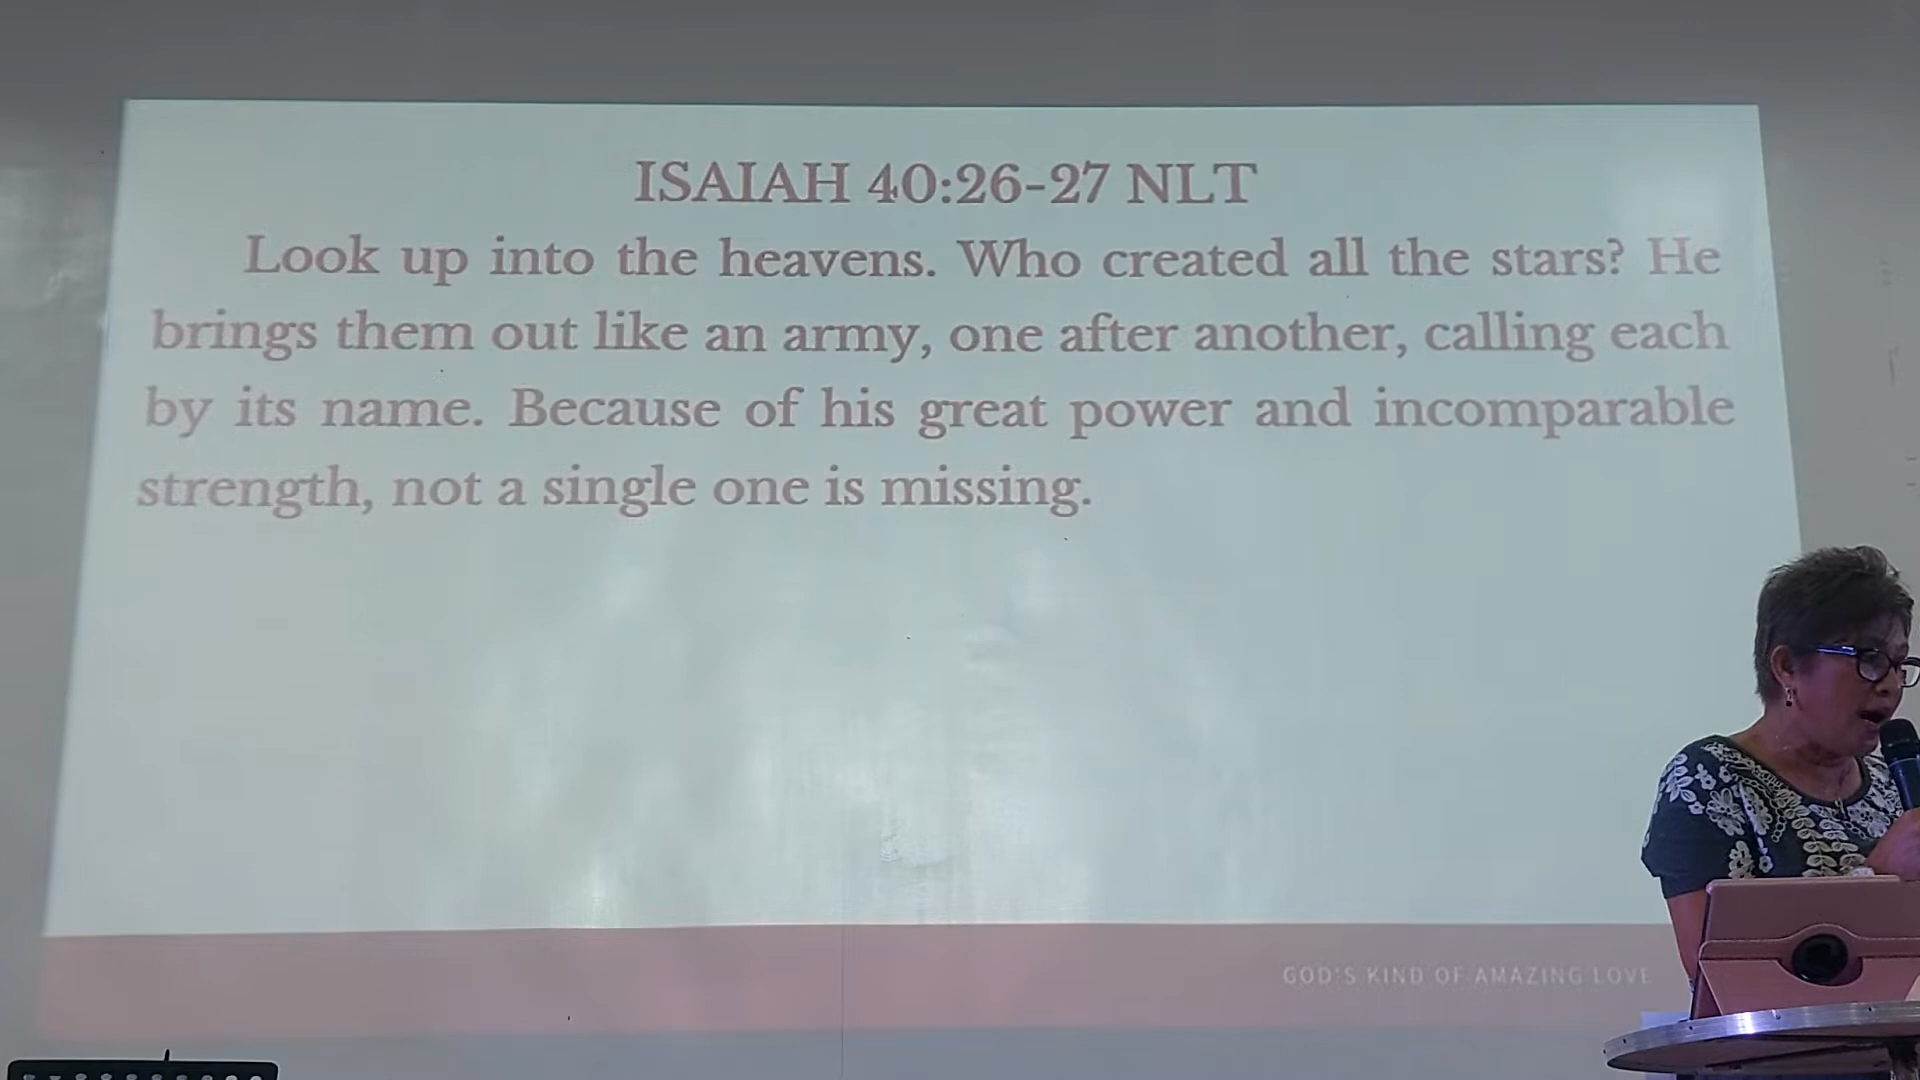 ISAIAH 40:26-27 NLT
Look up into the heavens. Who created all the stars? He
brings them out like an army, one after another, calling each
by its name. Because of his great power and incomparable
strength, not a single one is missing.
GOD'S KIND OF AMAZING LOVE